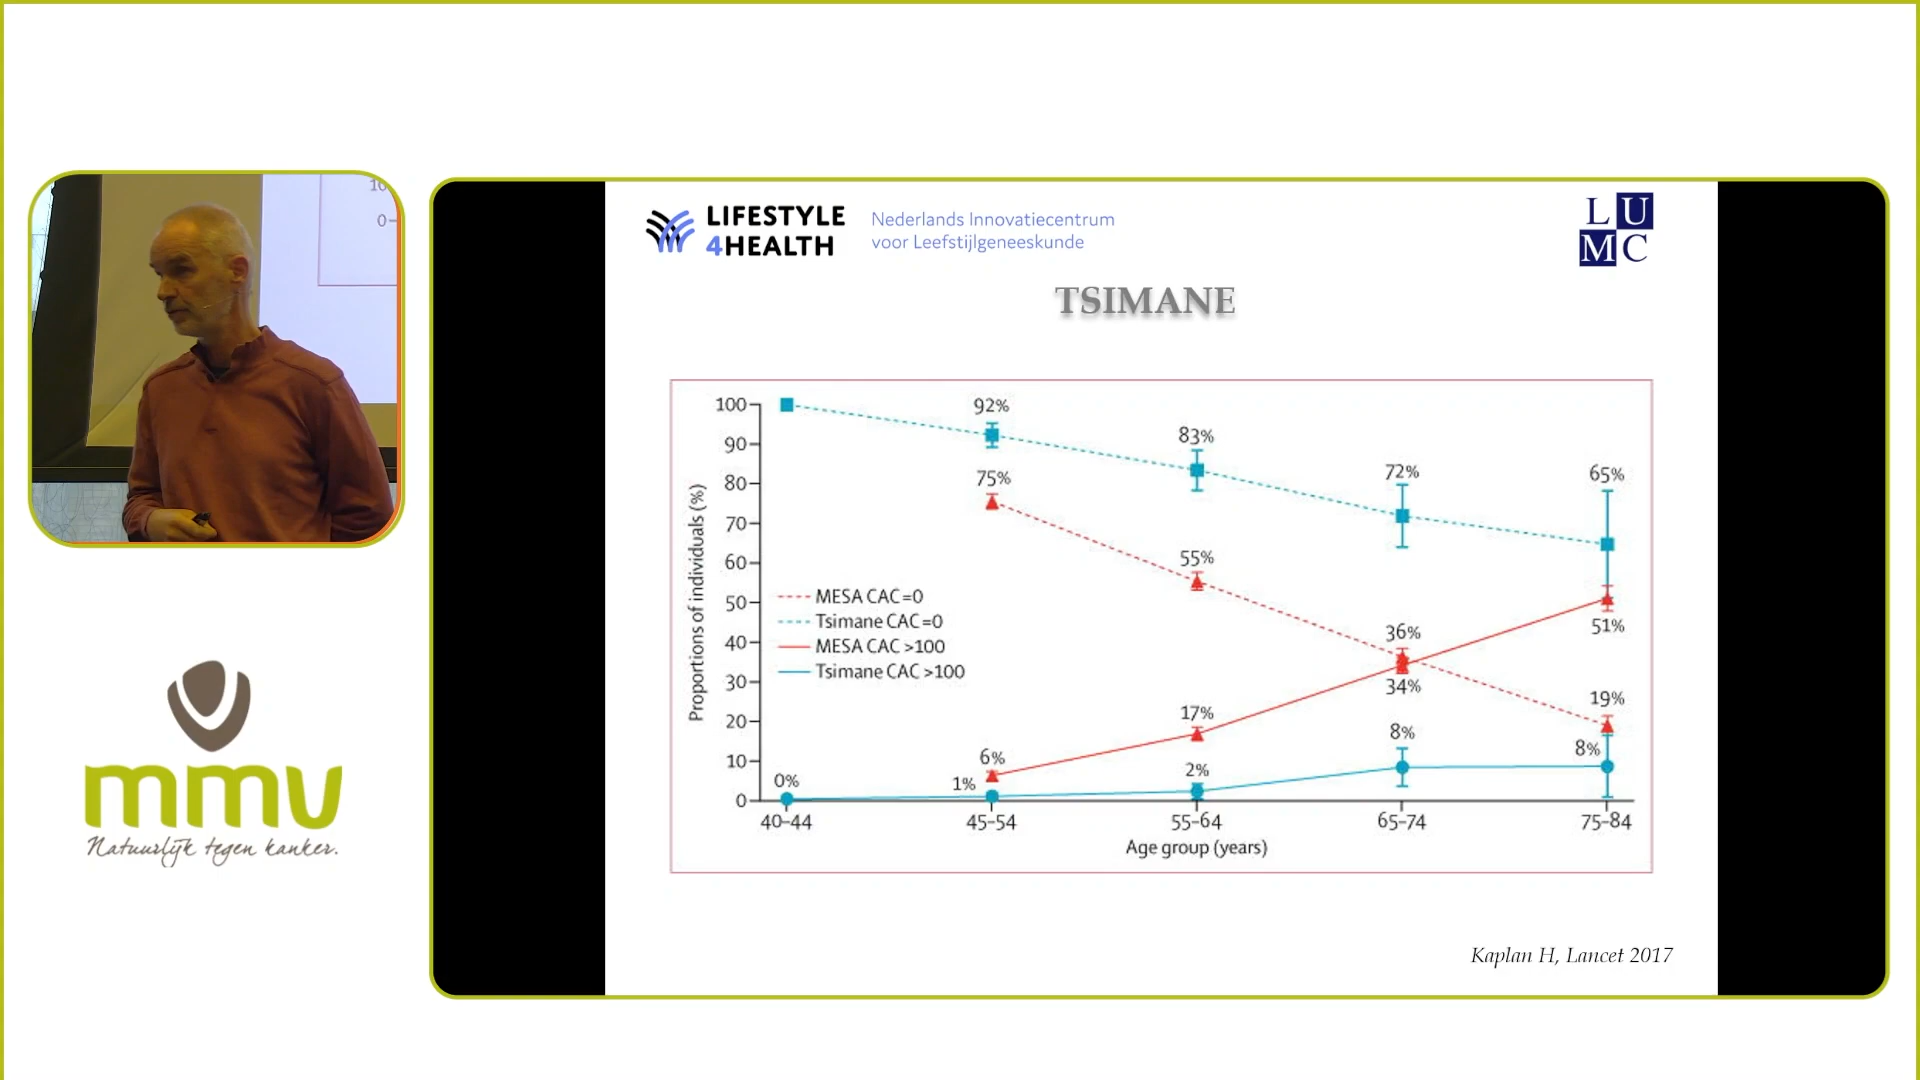 10
0
mmv
Natuurlijk tegen kanker.
LIFESTYLE
4HEALTH
Nederlands Innovatiecentrum
voor Leefstijlgeneeskunde
L U
M C
TSIMANE
Proportions of individuals (%)
100
90
80
70
60
50
40
30
20
10
0
92%
83%
72%
65%
75%
55%
36%
19%
MESA CAC=0
Tsimane CAC=0
MESA CAC >100
Tsimane CAC >100
6%
17%
34%
51%
0%
1%
2%
8%
8%
40–44
45–54
55–64
65–74
75–84
Age group (years)
Kaplan H, Lancet 2017